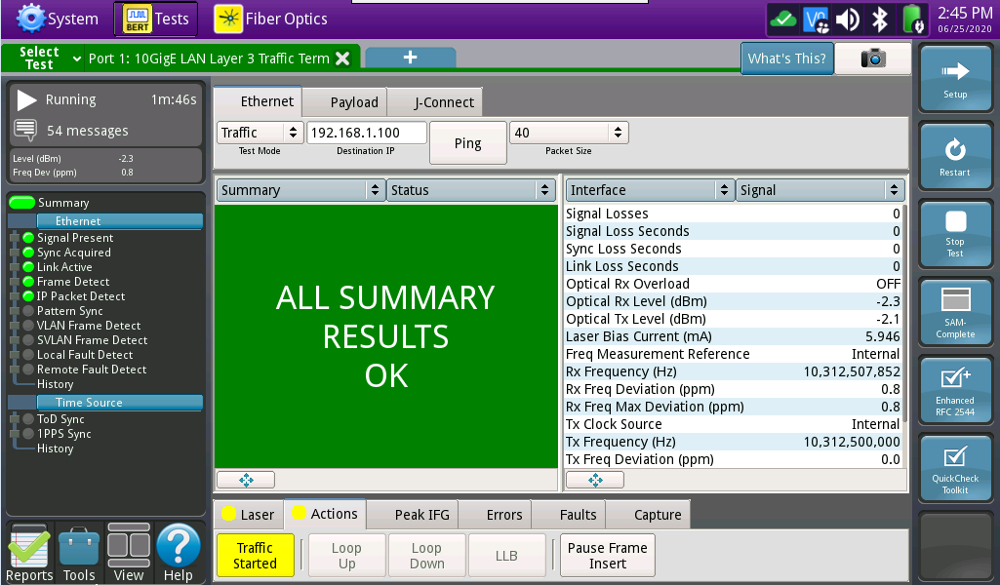 System
BERT
Tests
Fiber Optics
2:45 PM
06/25/2020
Select
Test
Port 1: 10GigE LAN Layer 3 Traffic Term
+
What's This?
Running 1m:46s
54 messages
Level (dBm) -2.3
Freq Dev (ppm) 0.8
Summary
Ethernet
Signal Present
Sync Acquired
Link Active
Frame Detect
IP Packet Detect
Pattern Sync
VLAN Frame Detect
SVLAN Frame Detect
Local Fault Detect
Remote Fault Detect
History
Time Source
ToD Sync
1PPS Sync
History
Reports
Tools
View
Help
Ethernet Payload J-Connect
Traffic 192.168.1.100 Ping 40
Test Mode Destination IP Packet Size
Summary Status
ALL SUMMARY
RESULTS
OK
Interface Signal
Signal Losses 0
Signal Loss Seconds 0
Sync Loss Seconds 0
Link Loss Seconds 0
Optical Rx Overload OFF
Optical Rx Level (dBm) -2.3
Optical Tx Level (dBm) -2.1
Laser Bias Current (mA) 5.946
Freq Measurement Reference Internal
Rx Frequency (Hz) 10,312,507,852
Rx Freq Deviation (ppm) 0.8
Rx Freq Max Deviation (ppm) 0.8
Tx Clock Source Internal
Tx Frequency (Hz) 10,312,500,000
Tx Freq Deviation (ppm) 0.0
Laser Actions Peak IFG Errors Faults Capture
Traffic
Started
Loop
Up
Loop
Down
LLB
Pause Frame
Insert
Setup
Restart
Stop
Test
SAM-
Complete
Enhanced
RFC 2544
QuickCheck
Toolkit